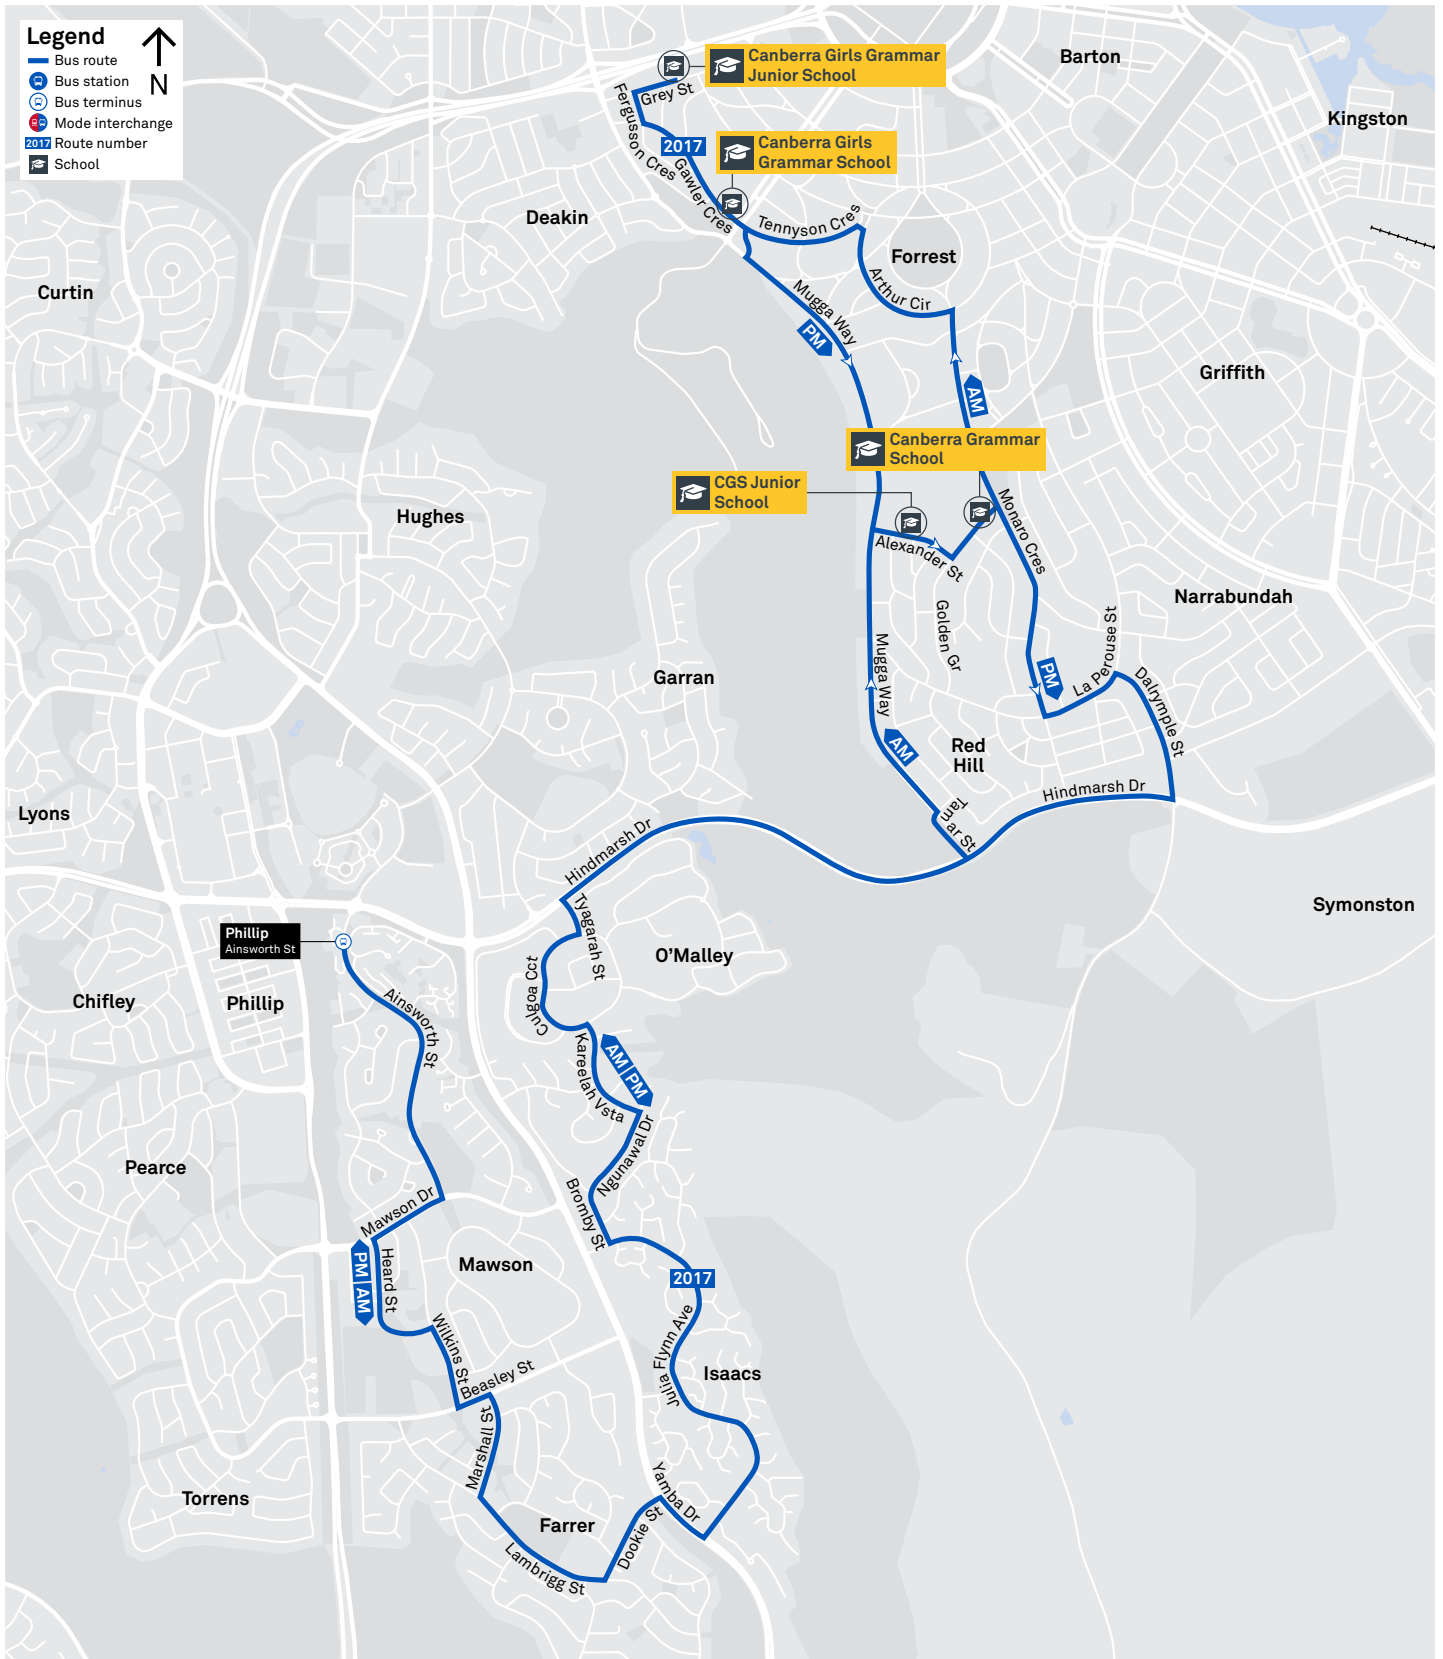 Legend
N
Bus route
Bus station
Bus terminus
Mode interchange
2017 Route number
School
Canberra Girls Grammar
Junior School
Barton
Kingston
Grey St
Fergusson Cres
2017
Canberra Girls
Grammar School
Gawler Cres
Deakin
Tennyson Cres
Forrest
Curtin
Arthur Cir
Mugga Way
PM
Griffith
AM
Canberra Grammar
School
CGS Junior
School
Hughes
Monaro Cres
Alexander St
Narrabundah
Golden Gr
La Perouse St
Mugga Way
Garran
PM
Dalrymple St
AM
Red
Hill
Hindmarsh Dr
Tamar St
Lyons
Hindmarsh Dr
Symonston
Phillip
Ainsworth St
Tyagarah St
O'Malley
Culgoa Cct
Chifley
Phillip
Ainsworth St
Kareelah Vsta
AM PM
Ngunawal Dr
Pearce
Mawson Dr
Bromby St
PM AM
Heard St
Mawson
2017
Wilkins St
Julia Flynn Ave
Beasley St
Isaacs
Marshall St
Torrens
Yamba Dr
Farrer
Dookie St
Lambrigg St